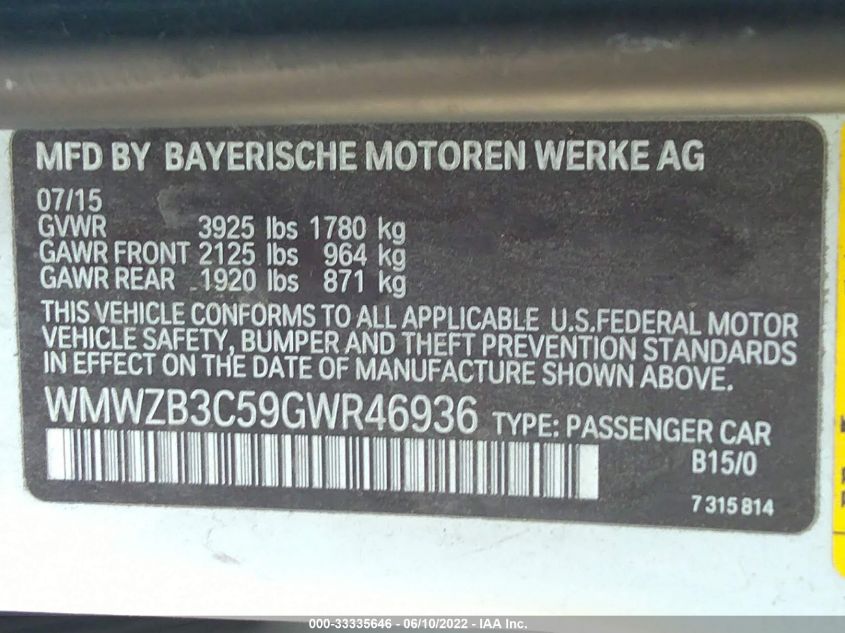 MFD BY BAYERISCHE MOTOREN WERKE AG
07/15
GVWR 3925 lbs 1780 kg
GAWR FRONT 2125 lbs 964 kg
GAWR REAR 1920 lbs 871 kg
THIS VEHICLE CONFORMS TO ALL APPLICABLE U.S.FEDERAL MOTOR
VEHICLE SAFETY, BUMPER AND THEFT PREVENTION STANDARDS
IN EFFECT ON THE DATE OF MANUFACTURE SHOWN ABOVE.
WMWZB3C59GWR46936 TYPE: PASSENGER CAR
B15/0
7 315 814
000-33335646 - 06/10/2022 - IAA Inc.